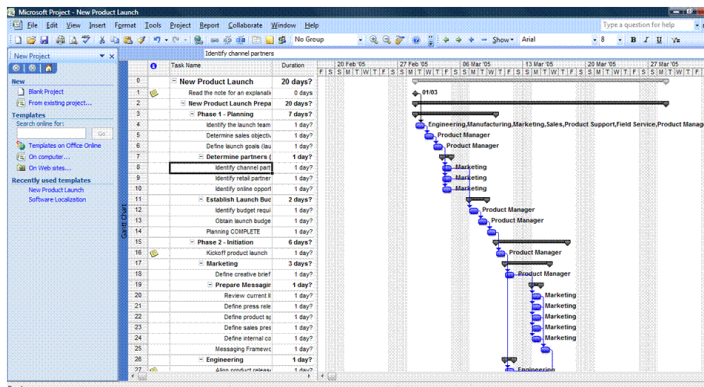 Microsoft Project - New Product Launch
File Edit View Insert Format Tools Project Report Collaborate Window Help
Type a question for help
No Group
Show
Arial
8
B I U
Identify channel partners
New Project
New
Blank Project
From existing project...
Templates
Search online for:
Go
Templates on Office Online
On computer...
On Web sites...
Recently used templates
New Product Launch
Software Localization
Gantt Chart
Task Name Duration
20 Feb '05 27 Feb '05 06 Mar '05 13 Mar '05 20 Mar '05 27 Mar '05
F S S M T W T F S S M T W T F S S M T W T F S S M T W T F S S M T W T F S S M T W T F
0 New Product Launch 20 days?
1 Read the note for an explanatio 0 days 01/03
2 New Product Launch Prepa 20 days?
3 Phase 1 - Planning 7 days?
4 Identify the launch team 1 day? Engineering,Manufacturing,Marketing,Sales,Product Support,Field Service,Product Manag
5 Determine sales objectiv 1 day? Product Manager
6 Define launch goals (lau 1 day? Product Manager
7 Determine partners ( 1 day?
8 Identify channel part 1 day? Marketing
9 Identify retail partner 1 day? Marketing
10 Identify online opport 1 day? Marketing
11 Establish Launch Buc 2 days?
12 Identify budget requi 1 day? Product Manager
13 Obtain launch budge 1 day? Product Manager
14 Planning COMPLETE 1 day?
15 Phase 2 - Initiation 6 days?
16 Kickoff product launch 1 day? Product Manager
17 Marketing 3 days?
18 Define creative brief 1 day? Product Manager
19 Prepare Messagin 1 day?
20 Review current li 1 day? Marketing
21 Define press rele 1 day? Marketing
22 Define product sp 1 day? Marketing
23 Define sales pres 1 day? Marketing
24 Define internal co 1 day? Marketing
25 Messaging Framewo 1 day?
26 Engineering 1 day?
27 Align product releas 1 day? Engineering